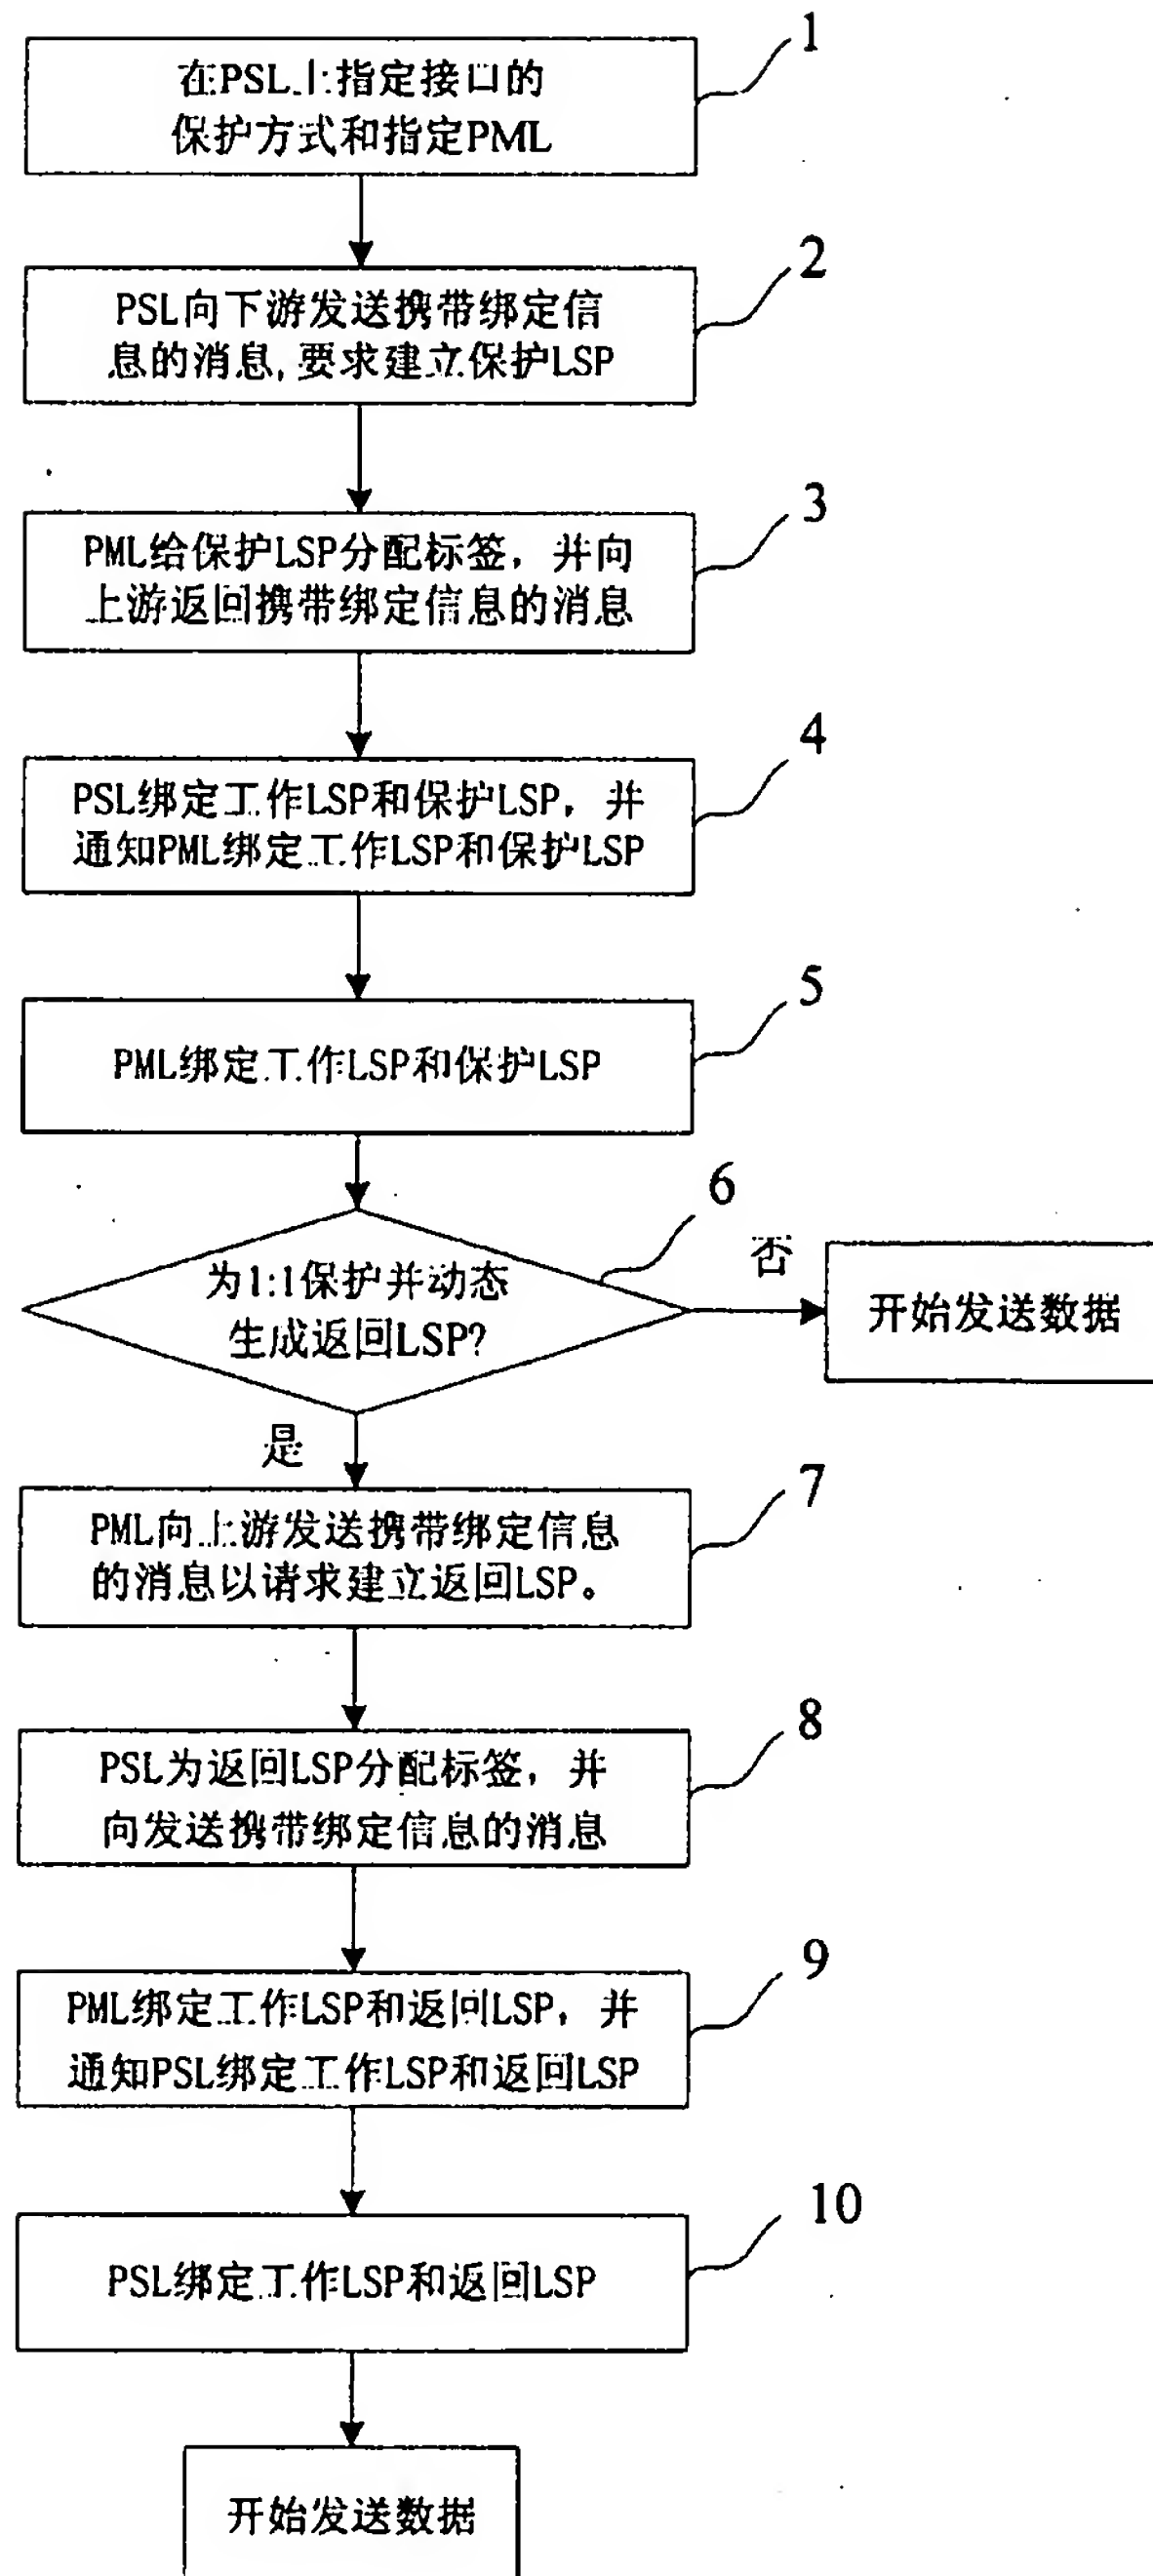 1
在PSL上指定接口的
保护方式和指定PML
2
PSL向下游发送携带绑定信
息的消息,要求建立保护LSP
3
PML给保护LSP分配标签，并向
上游返回携带绑定信息的消息
4
PSL绑定工作LSP和保护LSP，并
通知PML绑定工作LSP和保护LSP
5
PML绑定工作LSP和保护LSP
6
为1:1保护并动态
生成返回LSP?
否
开始发送数据
是
7
PML向上游发送携带绑定信息
的消息以请求建立返回LSP。
8
PSL为返回LSP分配标签，并
向发送携带绑定信息的消息
9
PML绑定工作LSP和返回LSP，并
通知PSL绑定工作LSP和返回LSP
10
PSL绑定工作LSP和返回LSP
开始发送数据